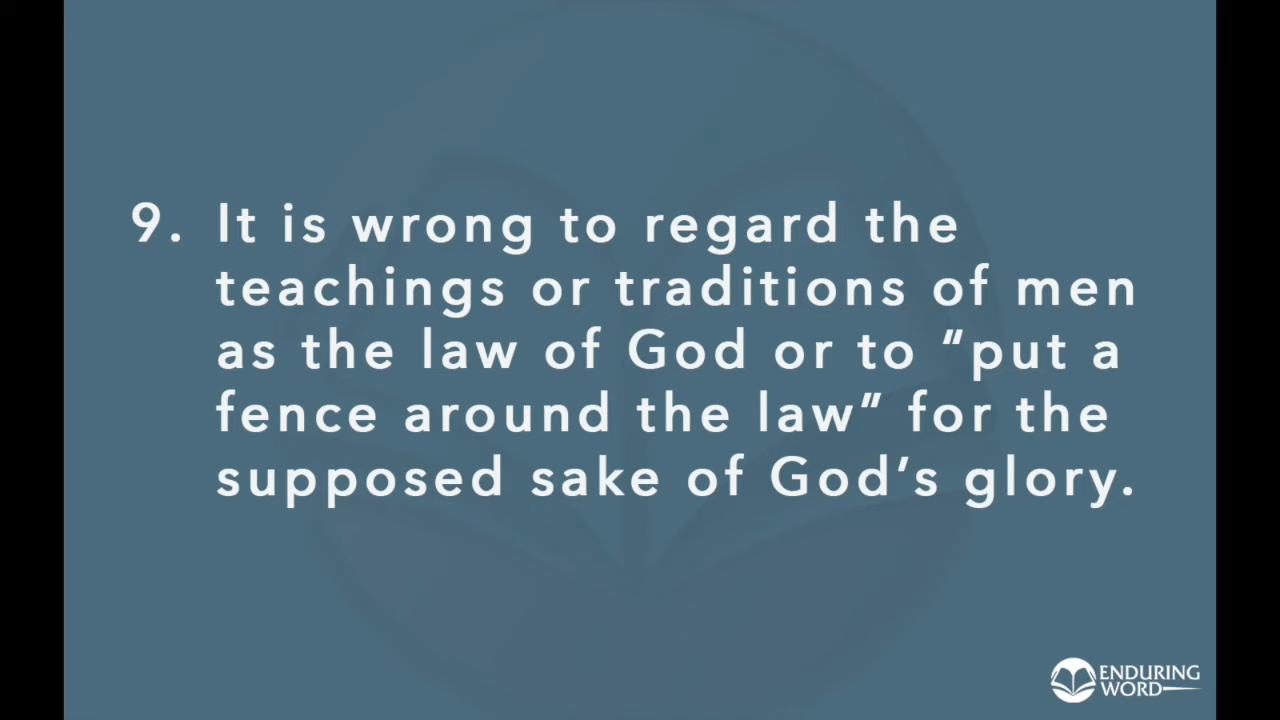 9. It is wrong to regard the
teachings or traditions of men
as the law of God or to “put a
fence around the law” for the
supposed sake of God’s glory.
ENDURING
WORD